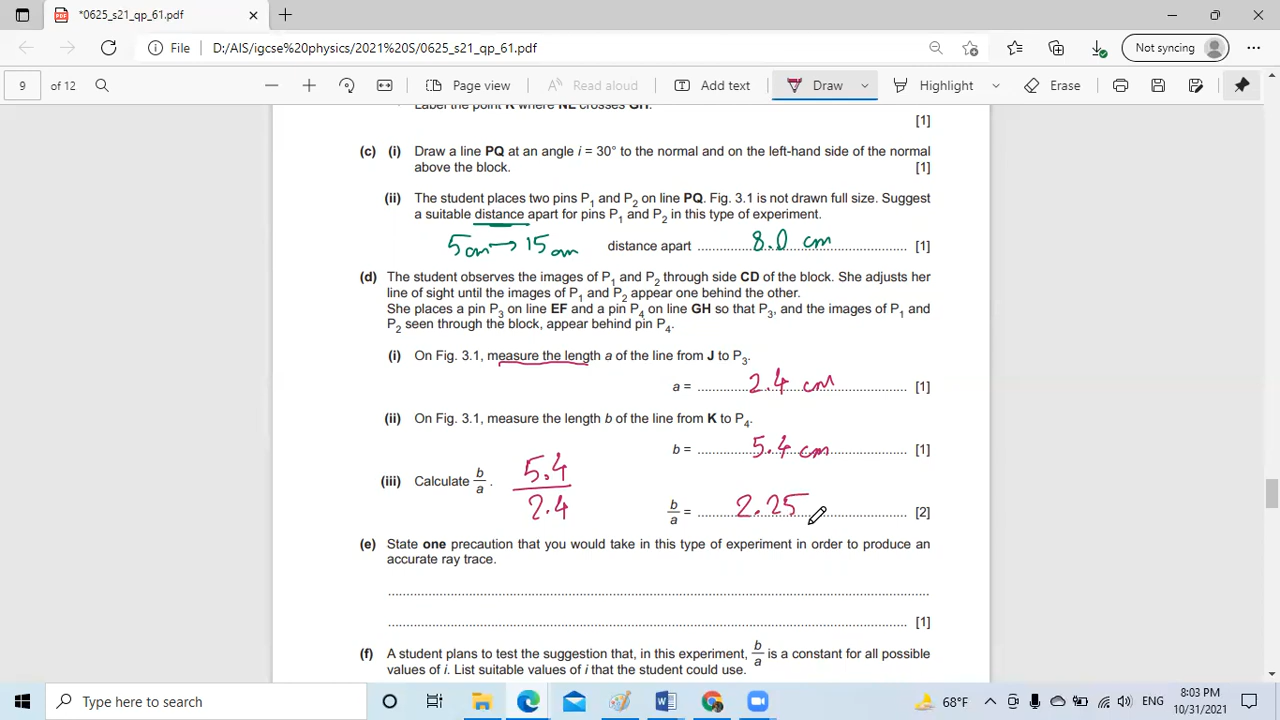 *0625_s21_qp_61.pdf
File D:/AIS/igcse%20physics/2021%20S/0625_s21_qp_61.pdf
Not syncing
9 of 12
Page view
Read aloud
Add text
Draw
Highlight
Erase
Label the point K where NL crosses GH.
[1]
(c) (i) Draw a line PQ at an angle i = 30° to the normal and on the left-hand side of the normal
above the block. [1]
(ii) The student places two pins P1 and P2 on line PQ. Fig. 3.1 is not drawn full size. Suggest
a suitable distance apart for pins P1 and P2 in this type of experiment.
5cm → 15cm distance apart ........ 8.0 cm ........ [1]
(d) The student observes the images of P1 and P2 through side CD of the block. She adjusts her
line of sight until the images of P1 and P2 appear one behind the other.
She places a pin P3 on line EF and a pin P4 on line GH so that P3, and the images of P1 and
P2 seen through the block, appear behind pin P4.
(i) On Fig. 3.1, measure the length a of the line from J to P3.
a = ........ 2.4 cm ........ [1]
(ii) On Fig. 3.1, measure the length b of the line from K to P4.
b = ........ 5.4 cm ........ [1]
(iii) Calculate b/a . 5.4/2.4
b/a = ........ 2.25 ........ [2]
(e) State one precaution that you would take in this type of experiment in order to produce an
accurate ray trace.
........
........ [1]
(f) A student plans to test the suggestion that, in this experiment, b/a is a constant for all possible
values of i. List suitable values of i that the student could use.
Type here to search
68°F
ENG
8:03 PM
10/31/2021